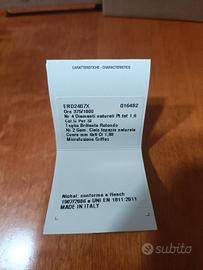 CARATTERISTICHE - CHARACTERISTICS
ERD2407X 016492
Oro 375/1000
Nr 4 Diamanti naturali Pt.tot 1,6
Col.G Pur SI
Taglio Brillante Rotondo
Nr 2 Gem. Cielo topazio naturale
Cuore mm 6x6 Ct 1,80
Microfusione Griffes
Nichel: conforme a Reach
1907/2006 e UNI EN 1811:2011
MADE IN ITALY
subito